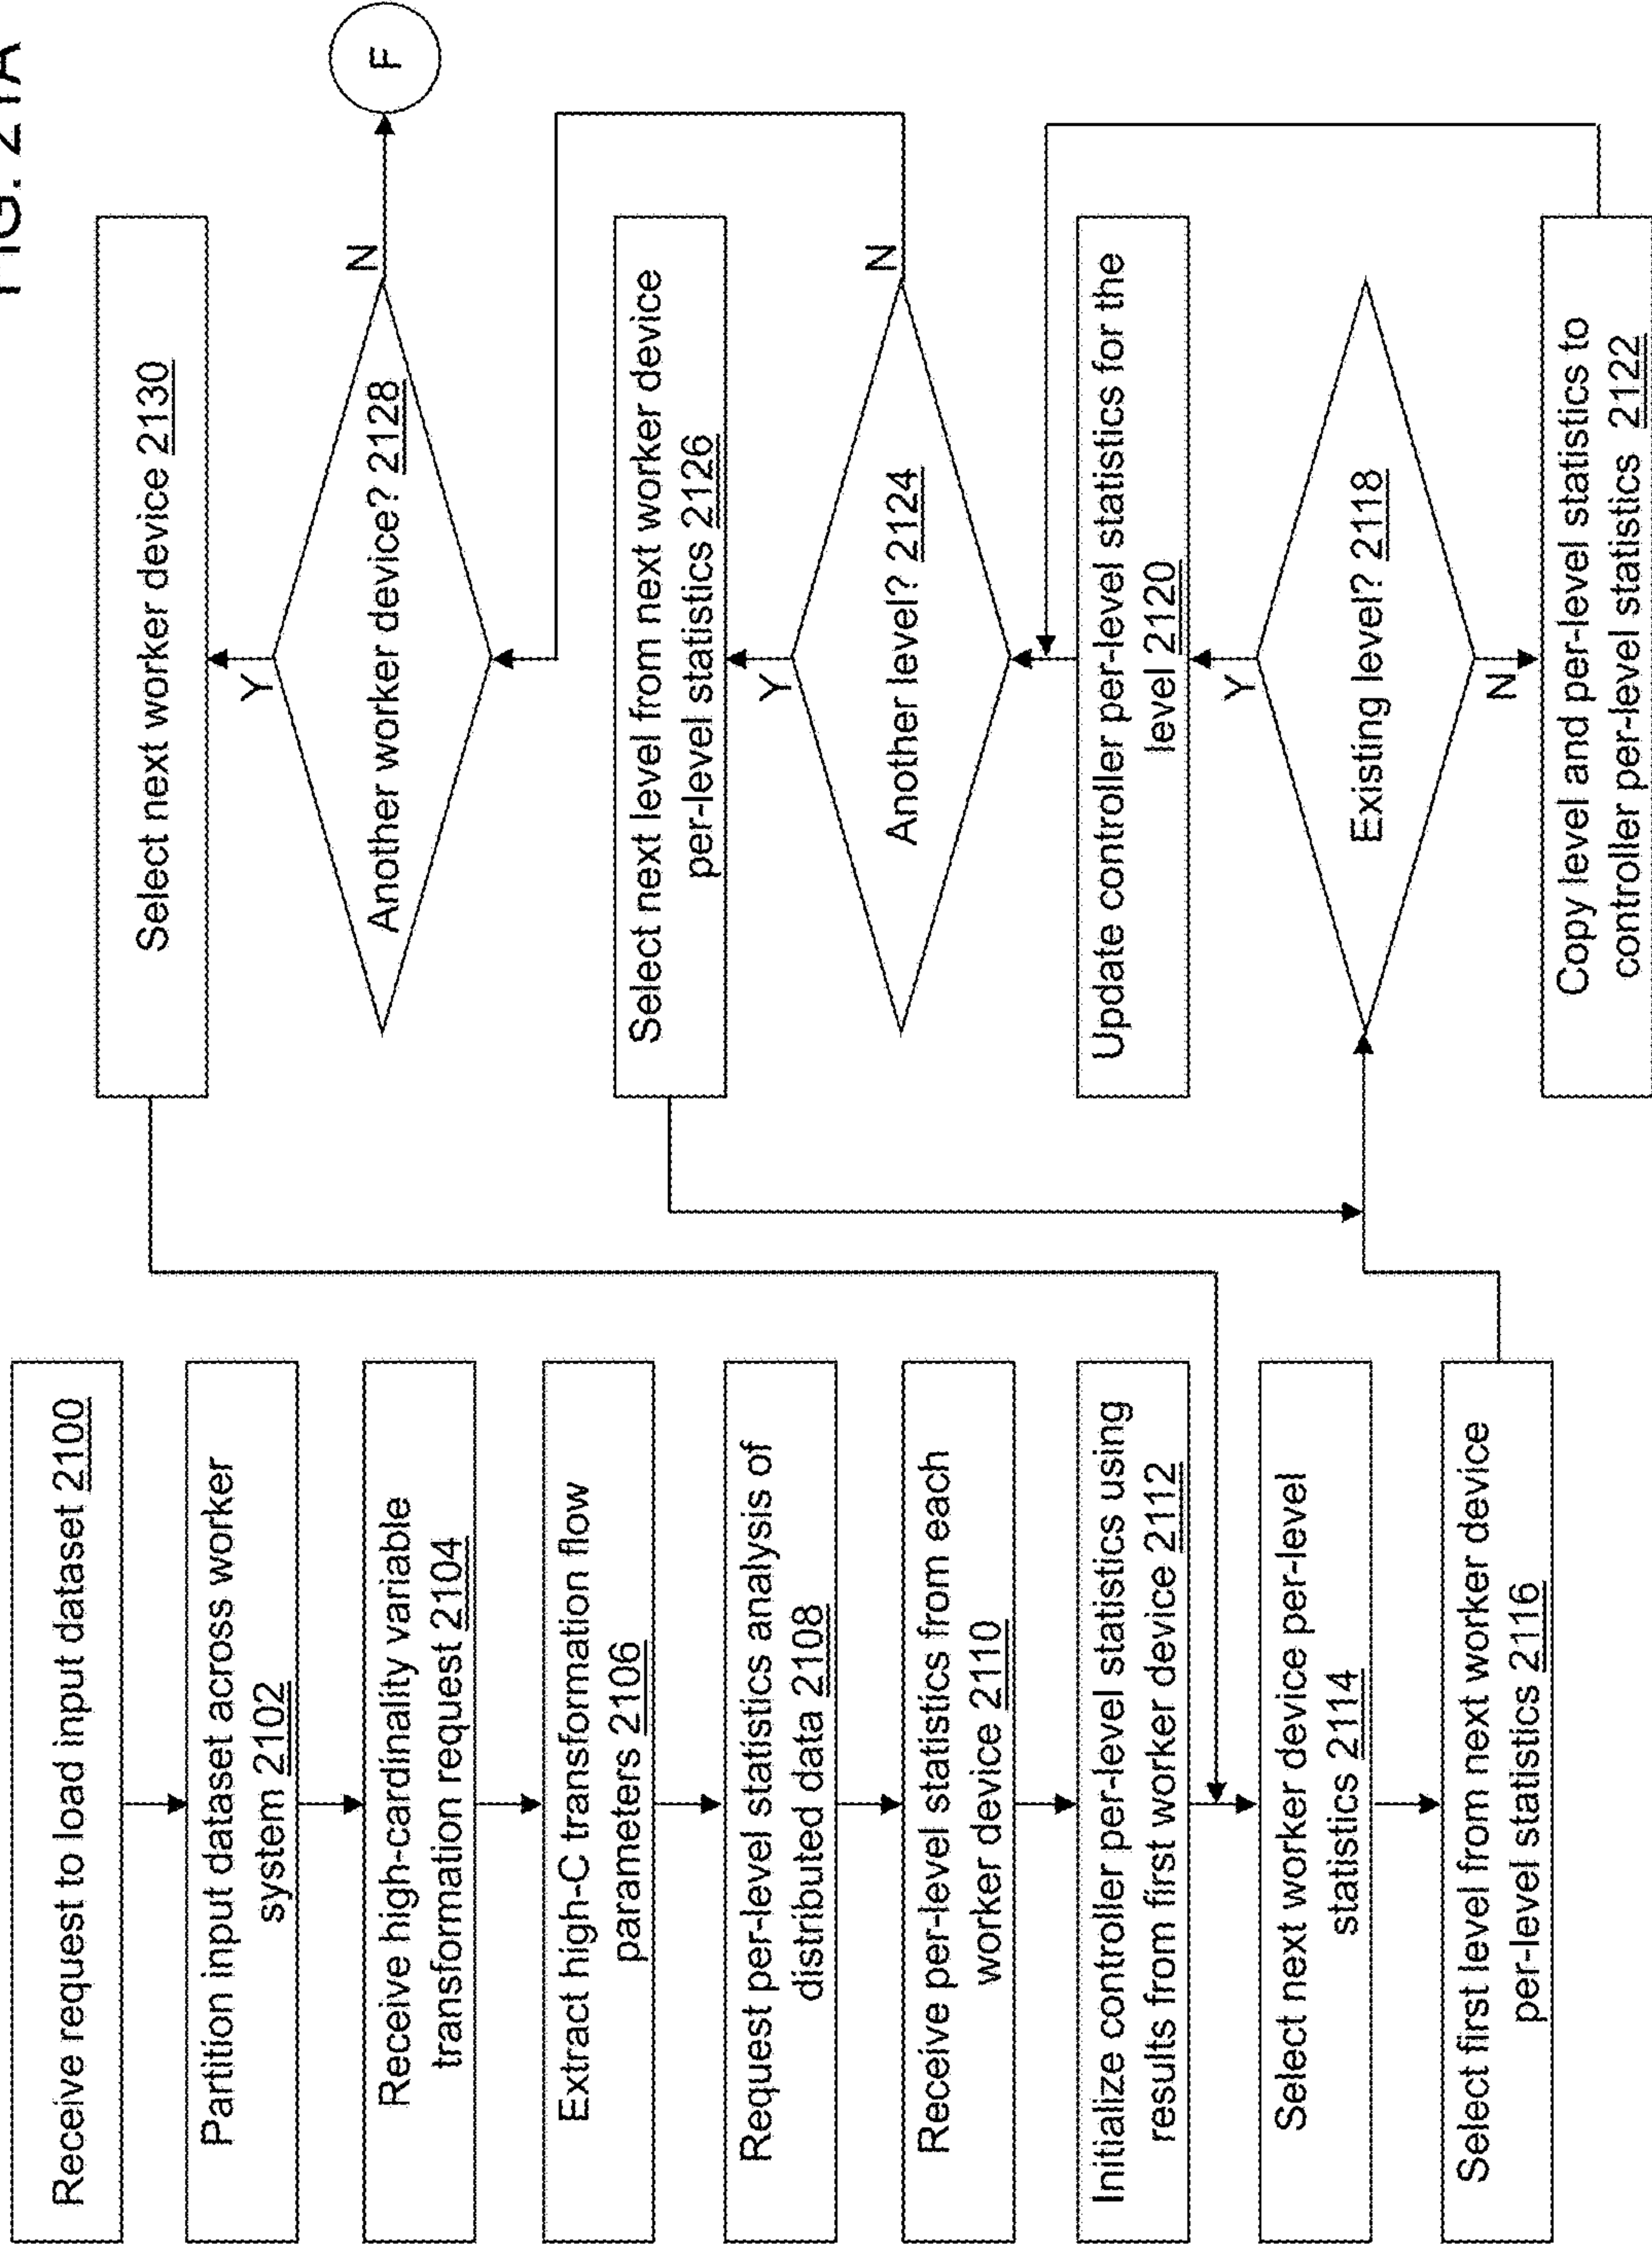 FIG. 21A
Receive request to load input dataset 2100
Partition input dataset across worker
system 2102
Receive high-cardinality variable
transformation request 2104
Extract high-C transformation flow
parameters 2106
Request per-level statistics analysis of
distributed data 2108
Receive per-level statistics from each
worker device 2110
Initialize controller per-level statistics using
results from first worker device 2112
Select next worker device per-level
statistics 2114
Select first level from next worker device
per-level statistics 2116
Select next worker device 2130
Y
Another worker device? 2128
N
F
Select next level from next worker device
per-level statistics 2126
Y
Another level? 2124
N
Update controller per-level statistics for the
level 2120
Y
Existing level? 2118
N
Copy level and per-level statistics to
controller per-level statistics 2122